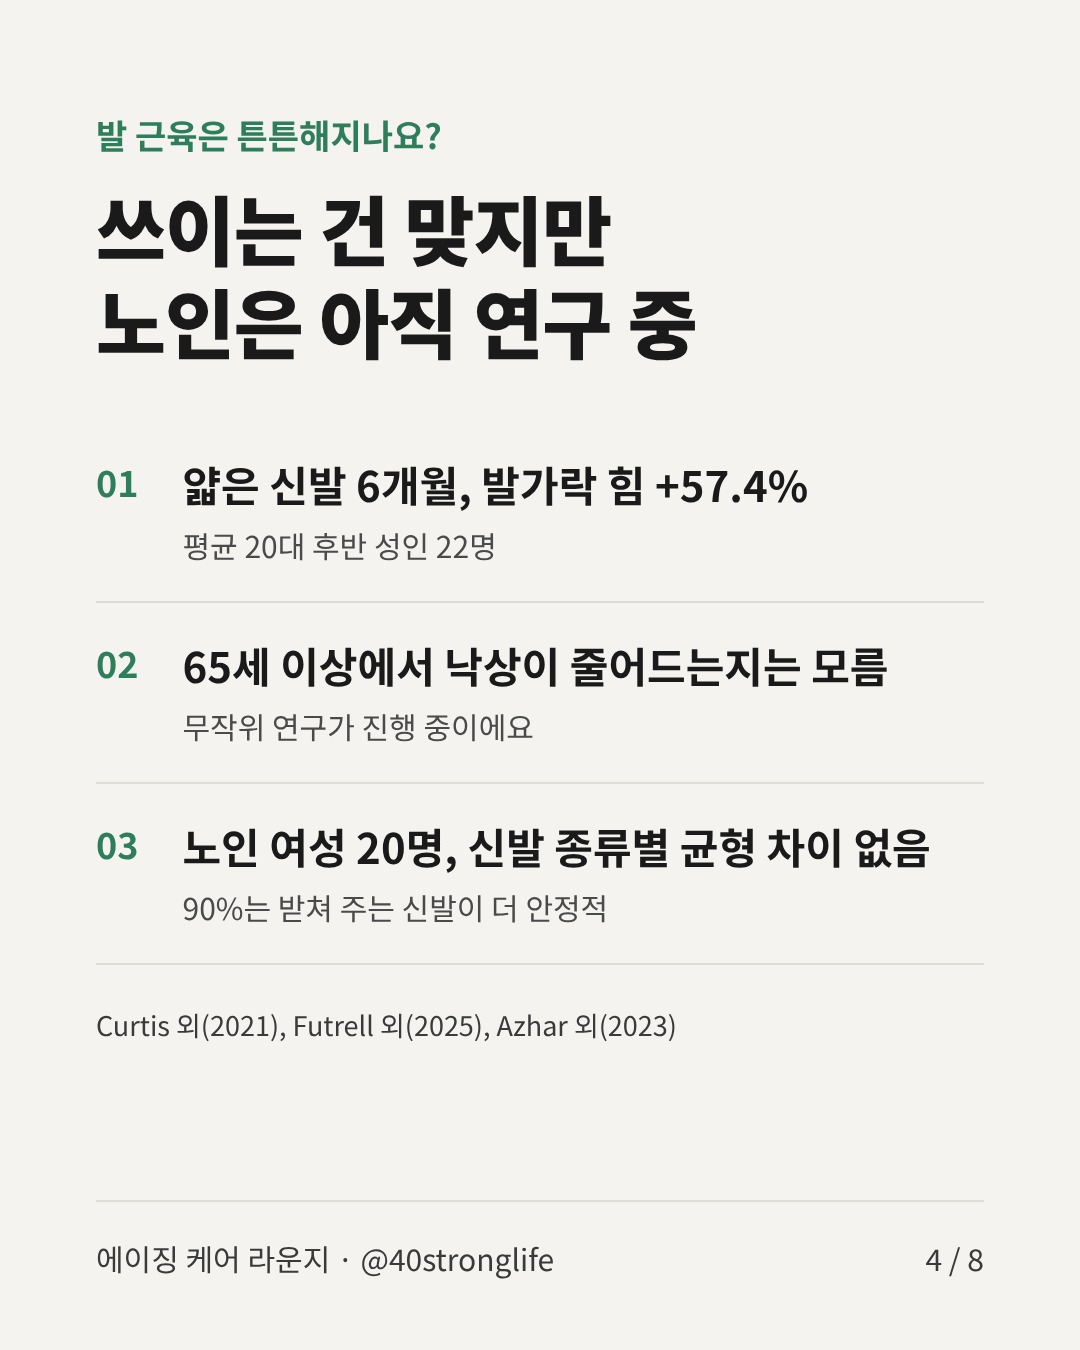 발 근육은 튼튼해지나요?
쓰이는 건 맞지만
노인은 아직 연구 중
01 얇은 신발 6개월, 발가락 힘 +57.4%
평균 20대 후반 성인 22명
02 65세 이상에서 낙상이 줄어드는지는 모름
무작위 연구가 진행 중이에요
03 노인 여성 20명, 신발 종류별 균형 차이 없음
90%는 받쳐 주는 신발이 더 안정적
Curtis 외(2021), Futrell 외(2025), Azhar 외(2023)
에이징 케어 라운지 · @40stronglife 4 / 8